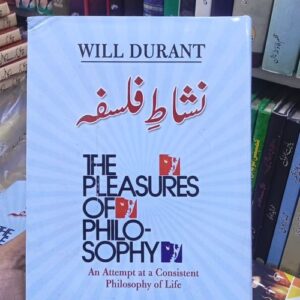 WILL DURANT
نشاطِ فلسفہ
THE
PLEASURES
OF
PHILO-
SOPHY
An Attempt at a Consistent
Philosophy of Life